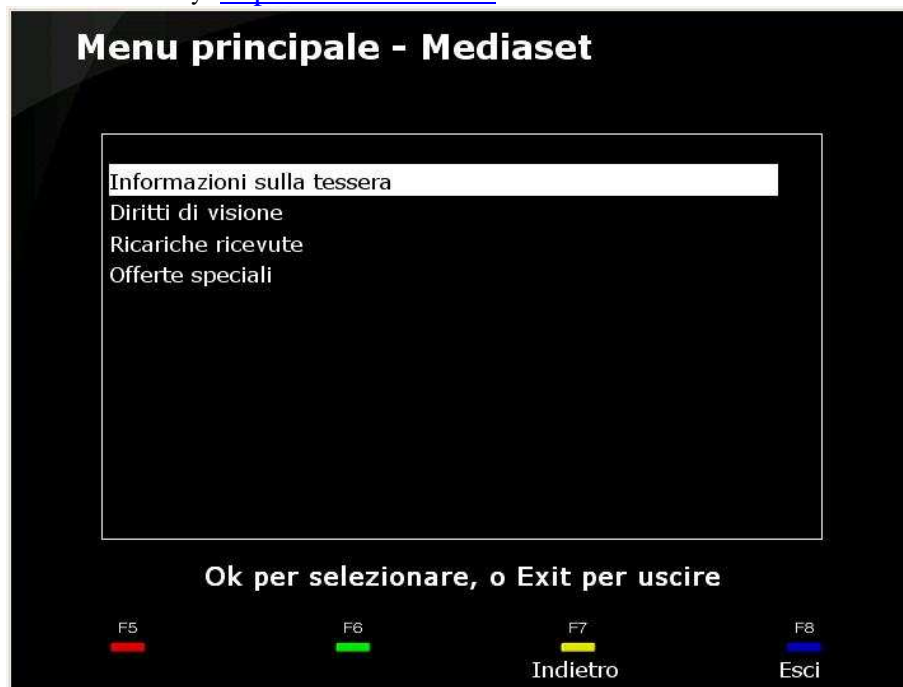 Menu principale - Mediaset
Informazioni sulla tessera
Diritti di visione
Ricariche ricevute
Offerte speciali
Ok per selezionare, o Exit per uscire
F5 F6 F7 F8
Indietro Esci